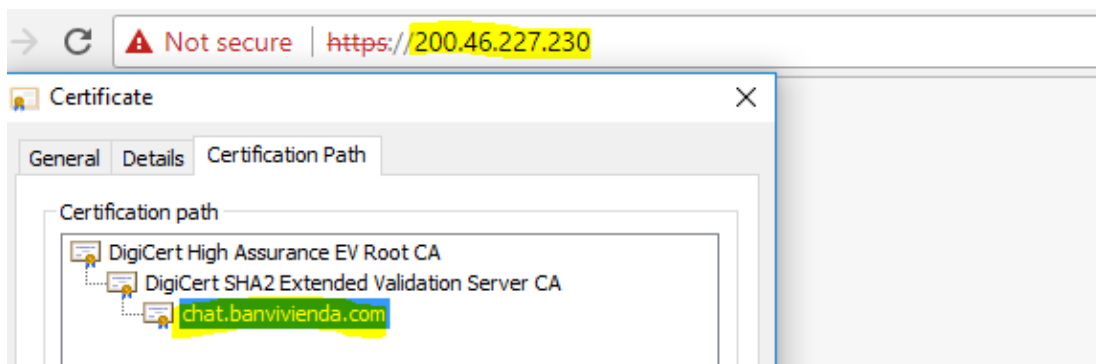 Not secure | https://200.46.227.230
Certificate
General Details Certification Path
Certification path
DigiCert High Assurance EV Root CA
DigiCert SHA2 Extended Validation Server CA
chat.banvivienda.com